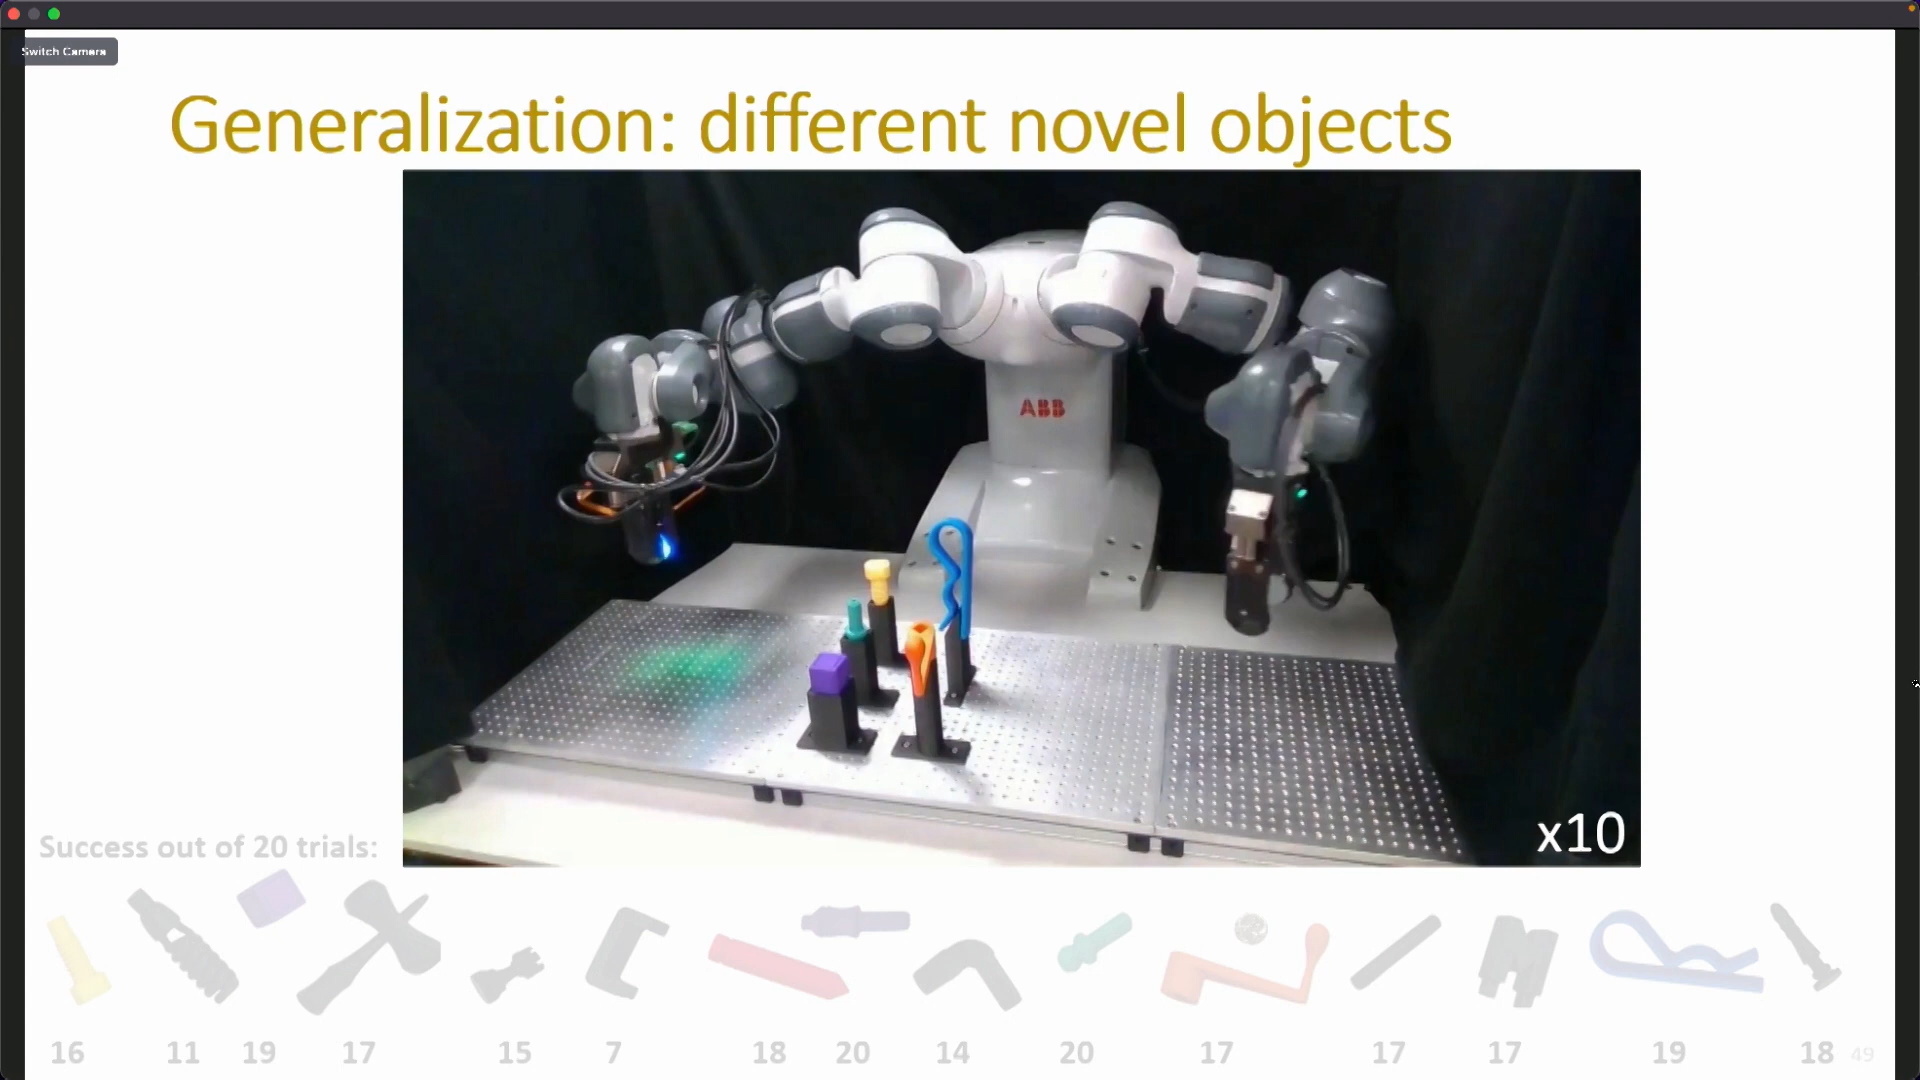 Switch Camera
Generalization: different novel objects
ABB
x10
Success out of 20 trials:
16 11 19 17 15 7 18 20 14 20 17 17 17 19 18 49